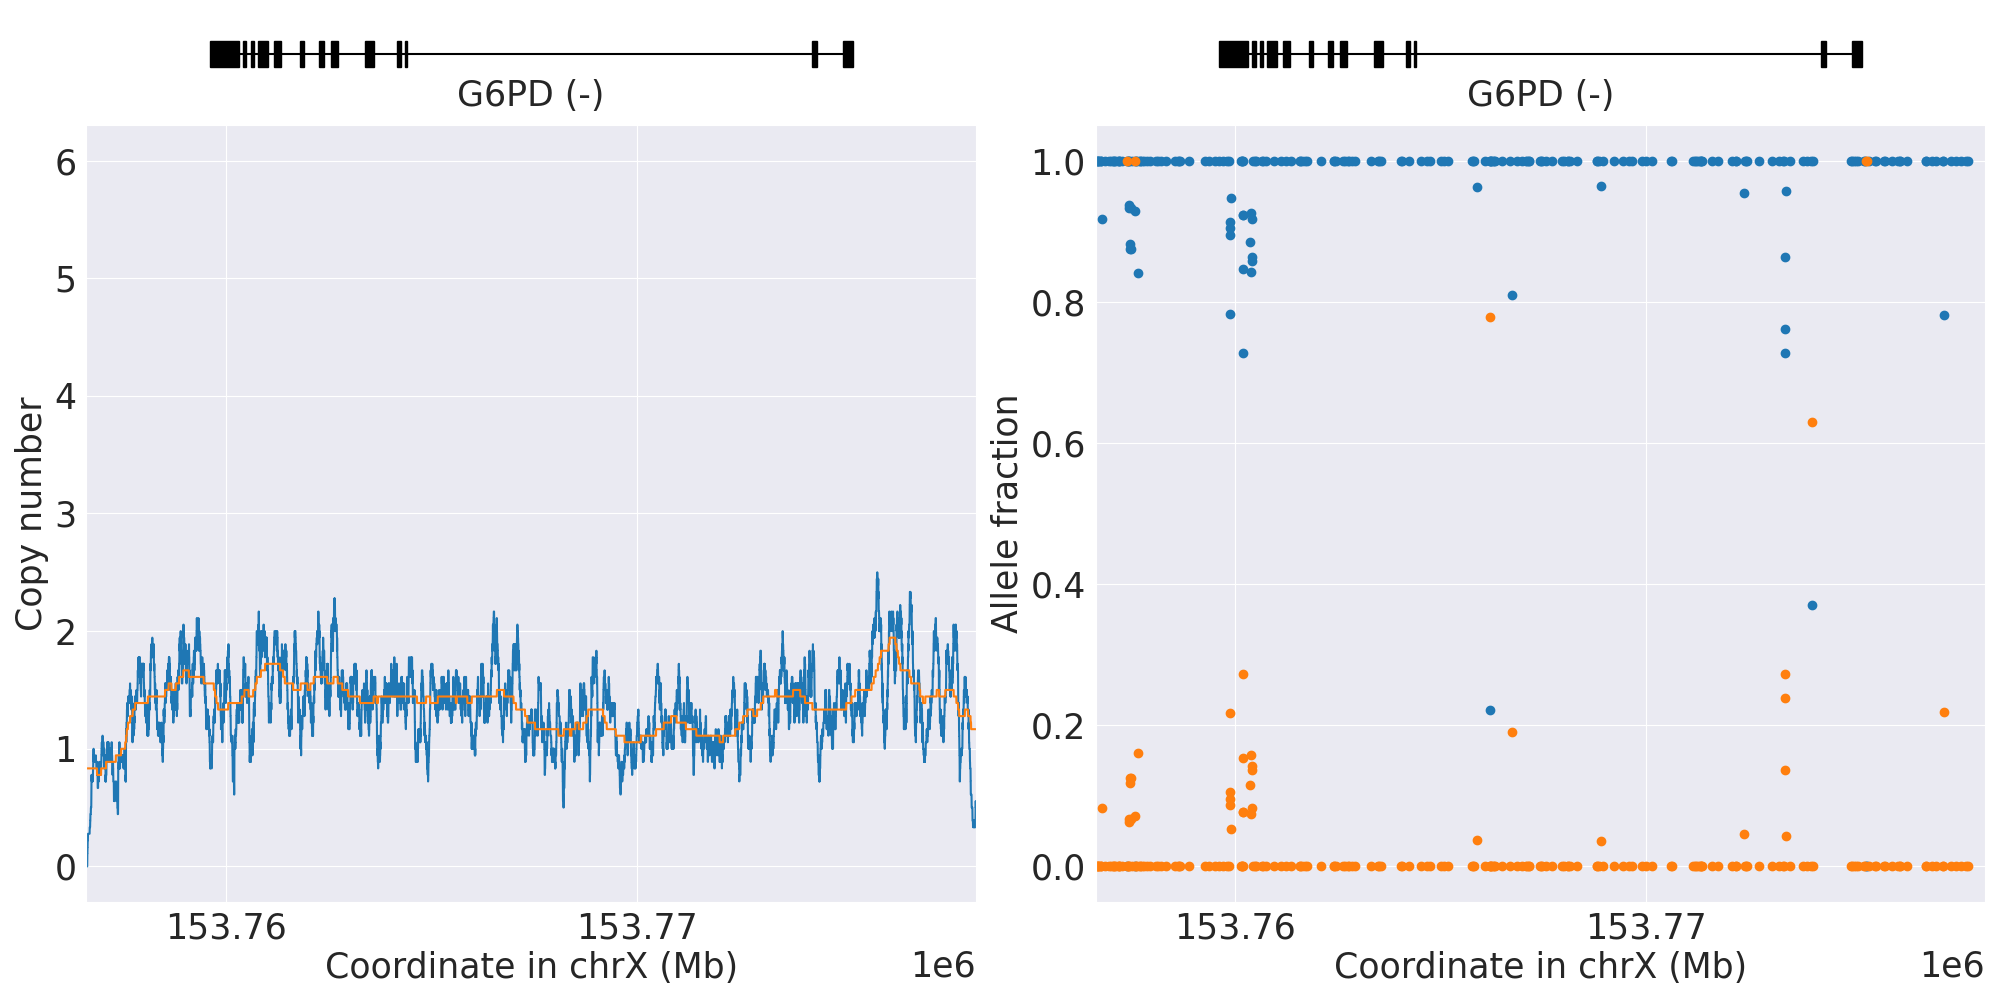 G6PD (-)
G6PD (-)
Copy number
6
5
4
3
2
1
0
153.76
153.77
Coordinate in chrX (Mb)
1e6
Allele fraction
1.0
0.8
0.6
0.4
0.2
0.0
153.76
153.77
Coordinate in chrX (Mb)
1e6